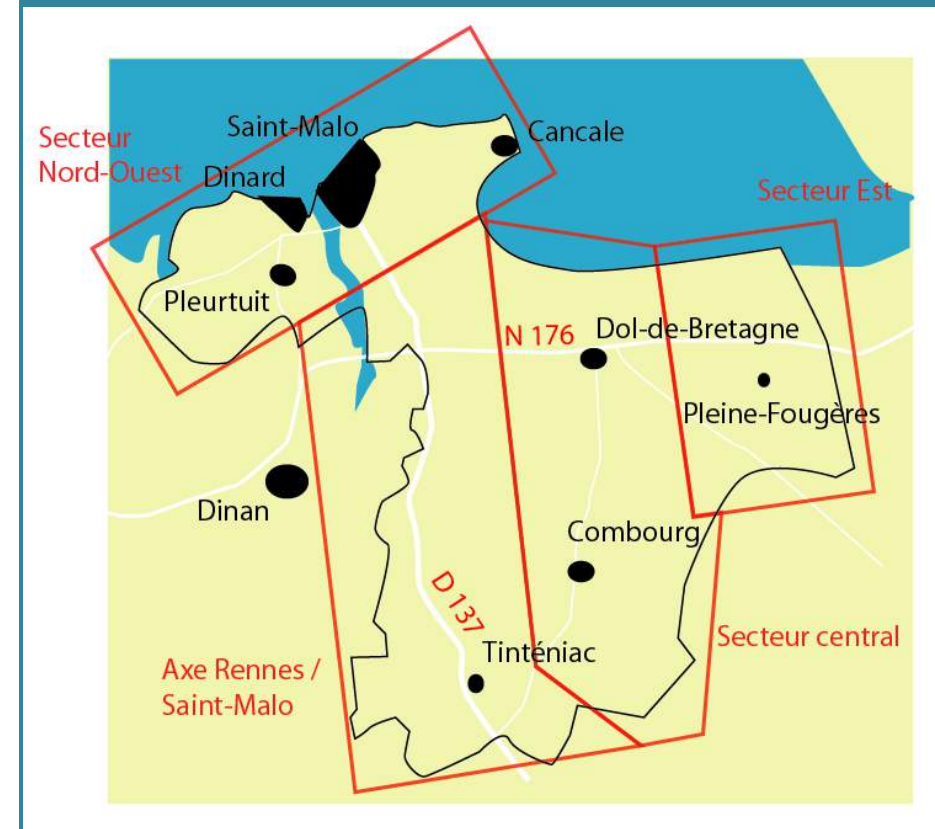 Saint-Malo
Cancale
Secteur
Nord-Ouest
Dinard
Secteur Est
Pleurtuit
N 176
Dol-de-Bretagne
Pleine-Fougères
Dinan
Combourg
D 137
Tinténiac
Secteur central
Axe Rennes /
Saint-Malo